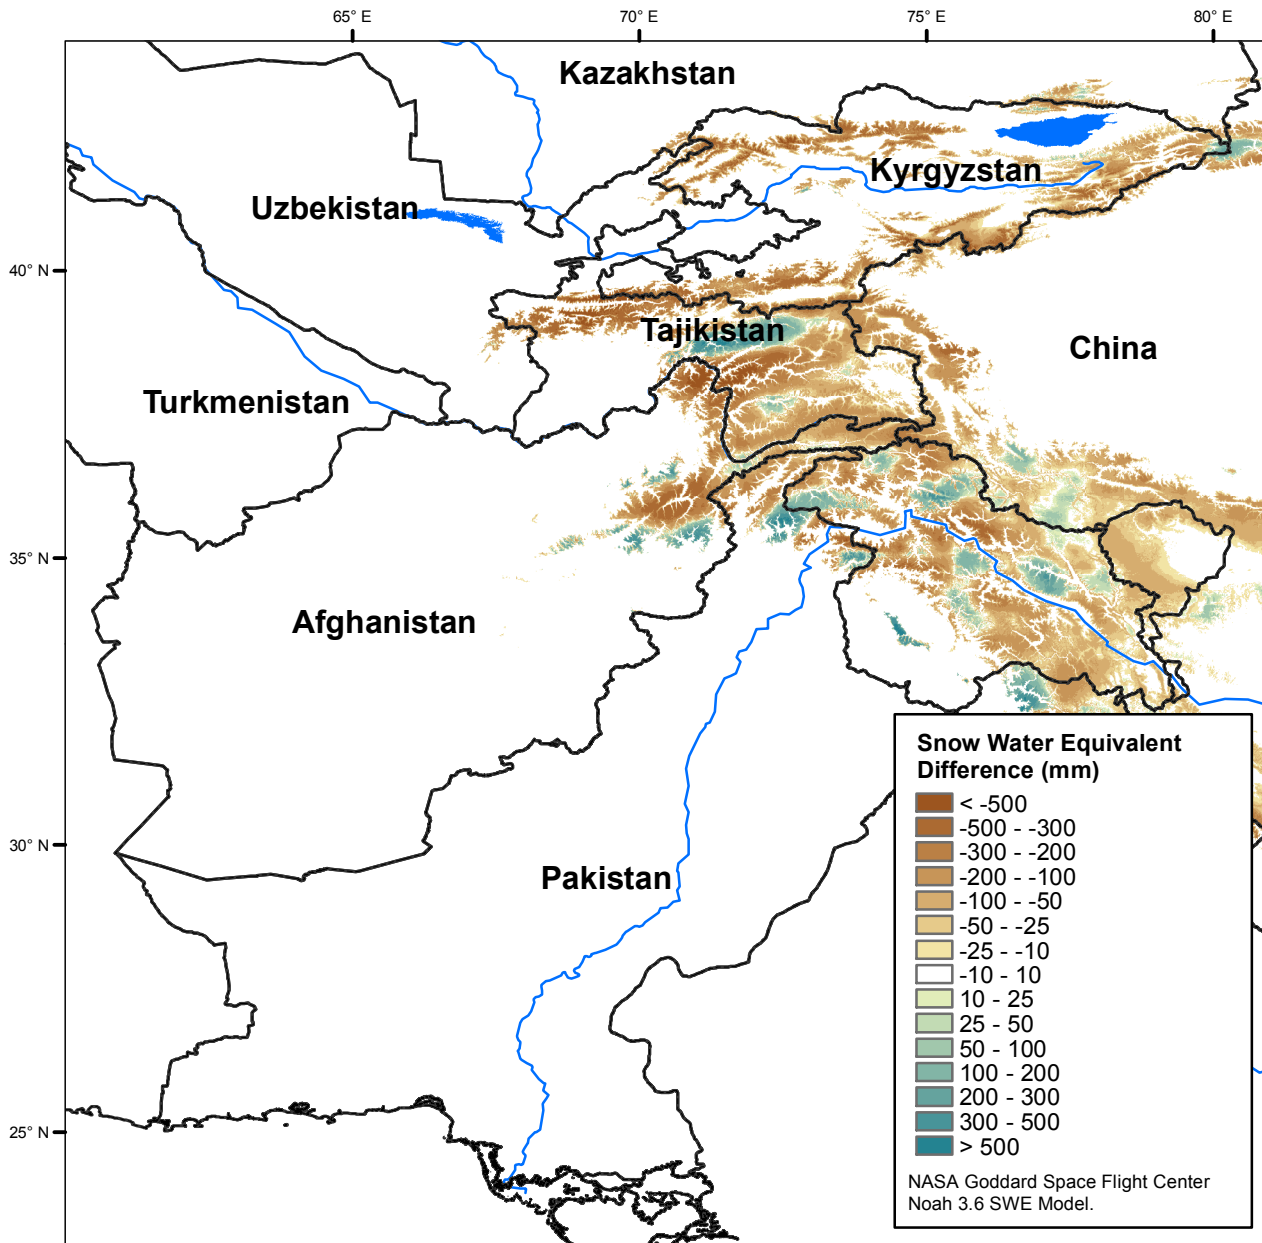 65° E
70° E
75° E
80° E
Kazakhstan
Kyrgyzstan
Uzbekistan
40° N
Tajikistan
China
Turkmenistan
35° N
Afghanistan
Snow Water Equivalent
Difference (mm)
< -500
-500 - -300
-300 - -200
-200 - -100
-100 - -50
-50 - -25
-25 - -10
-10 - 10
10 - 25
25 - 50
50 - 100
100 - 200
200 - 300
300 - 500
> 500
NASA Goddard Space Flight Center
Noah 3.6 SWE Model.
30° N
Pakistan
25° N